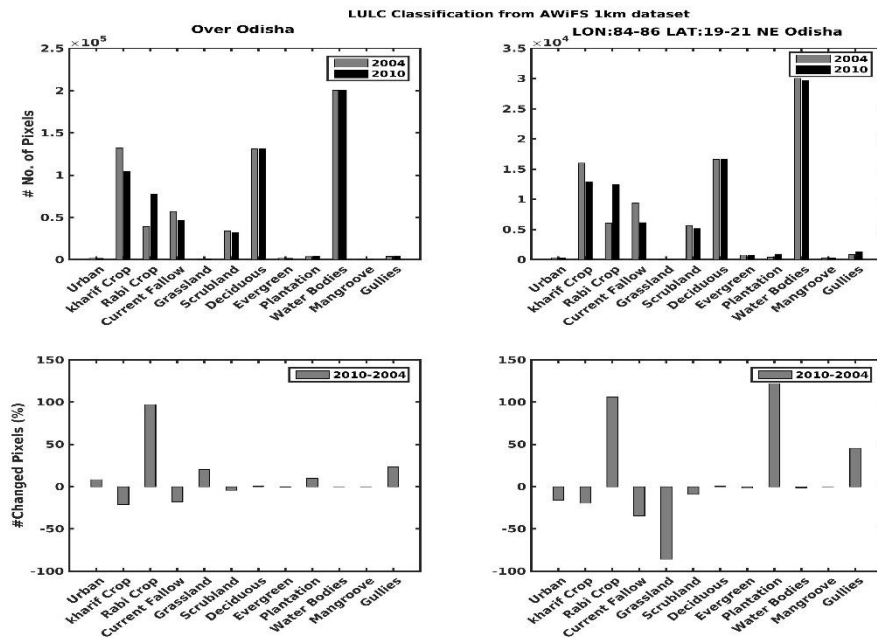 LULC Classification from AWiFS 1km dataset
Over Odisha
LON:84-86 LAT:19-21 NE Odisha
×10⁵
2.5
2
1.5
1
0.5
0
# No. of Pixels
2004
2010
Urban
kharif Crop
Rabi Crop
Current Fallow
Grassland
Scrubland
Deciduous
Evergreen
Plantation
Water Bodies
Mangroove
Gullies
×10⁴
3.5
3
2.5
2
1.5
1
0.5
0
2004
2010
Urban
kharif Crop
Rabi Crop
Current Fallow
Grassland
Scrubland
Deciduous
Evergreen
Plantation
Water Bodies
Mangroove
Gullies
150
100
50
0
-50
-100
#Changed Pixels (%)
2010-2004
Urban
kharif Crop
Rabi Crop
Current Fallow
Grassland
Scrubland
Deciduous
Evergreen
Plantation
Water Bodies
Mangroove
Gullies
150
100
50
0
-50
-100
2010-2004
Urban
kharif Crop
Rabi Crop
Current Fallow
Grassland
Scrubland
Deciduous
Evergreen
Plantation
Water Bodies
Mangroove
Gullies